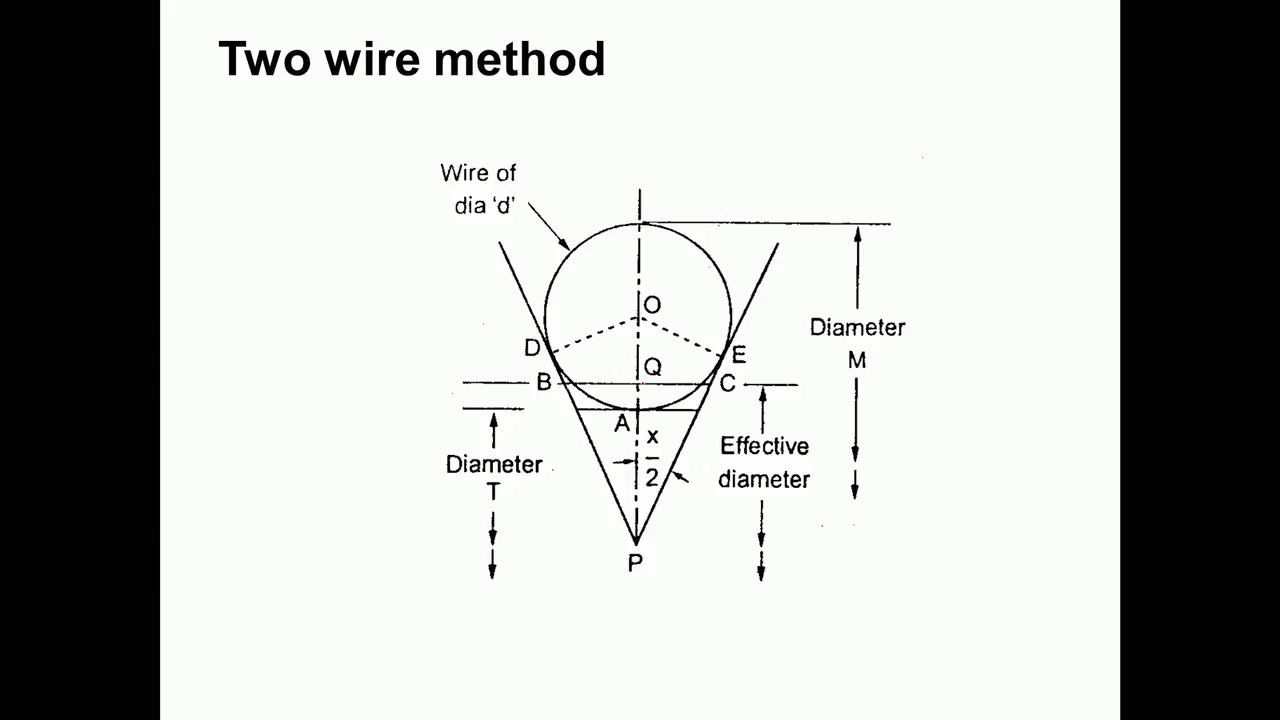 Two wire method
Wire of
dia ‘d’
O
D
E
Q
B
C
A
Diameter
M
x
2
Effective
diameter
Diameter
T
P